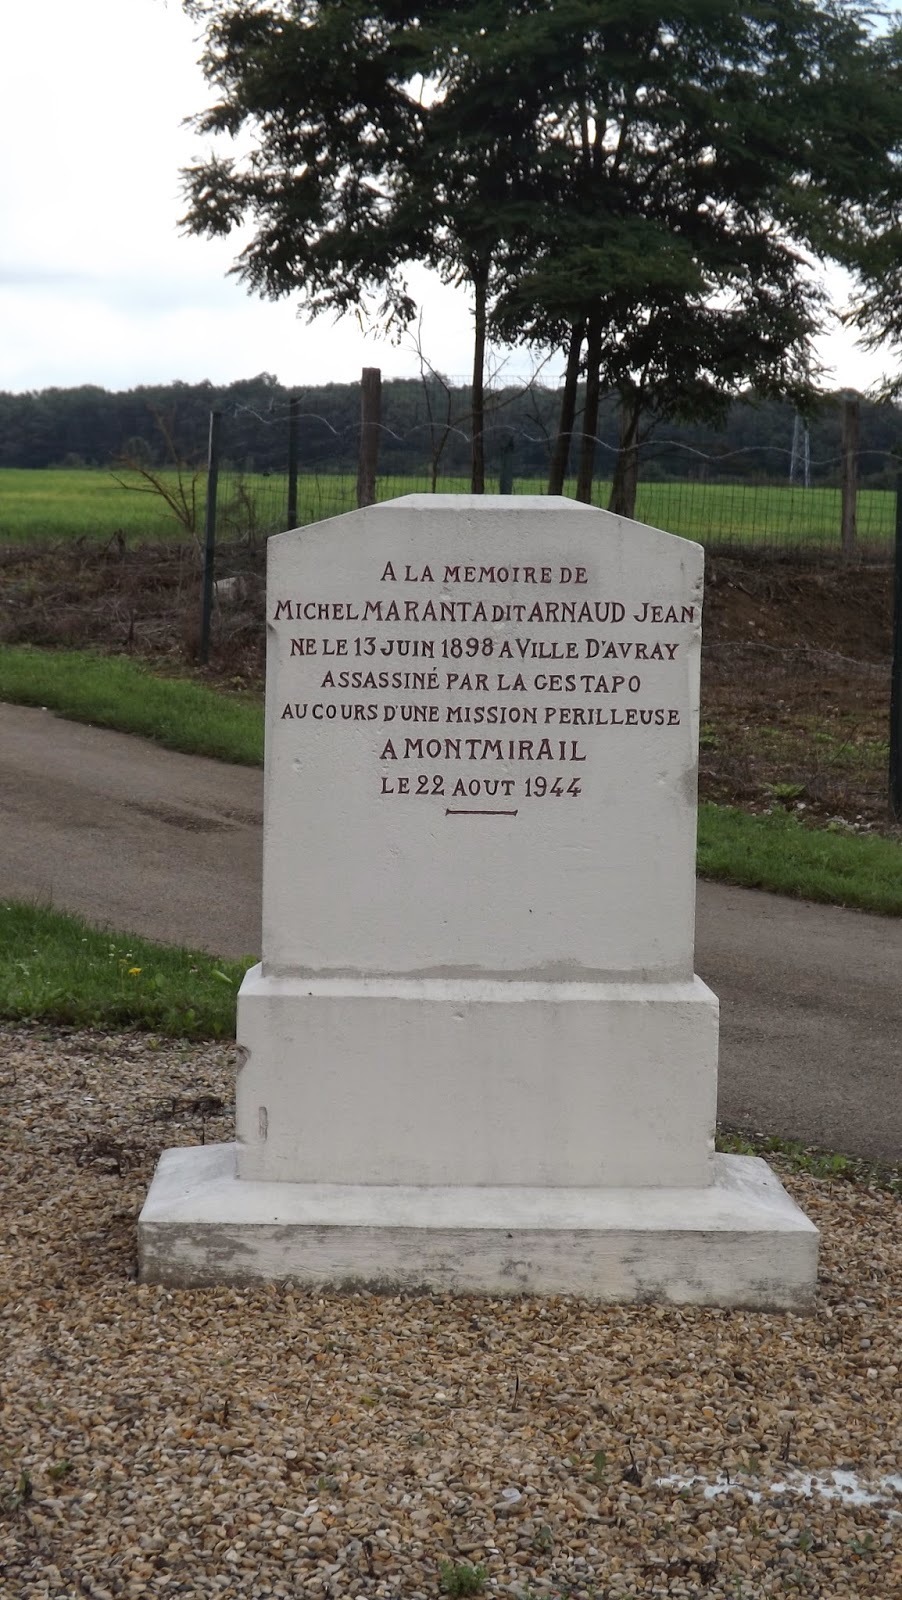 A LA MEMOIRE DE
MICHEL MARANTA DIT ARNAUD JEAN
NE LE 13 JUIN 1898 A VILLE D'AVRAY
ASSASSINÉ PAR LA GESTAPO
AU COURS D'UNE MISSION PERILLEUSE
A MONTMIRAIL
LE 22 AOUT 1944